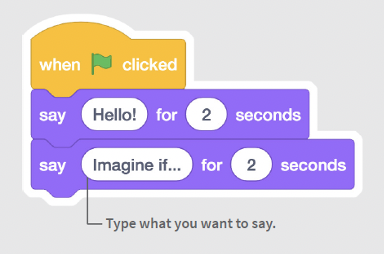 when clicked
say Hello! for 2 seconds
say Imagine if... for 2 seconds
Type what you want to say.